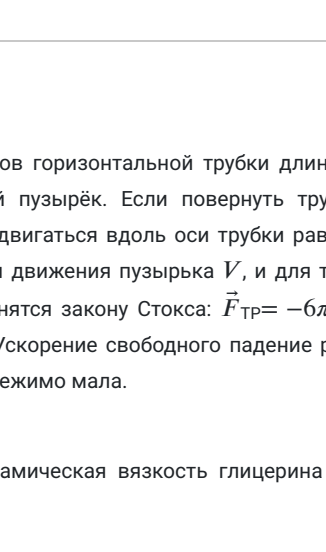 ов горизонтальной трубки длин
й пузырёк. Если повернуть тру
двигаться вдоль оси трубки рав
и движения пузырька V, и для т
нятся закону Стокса: F⃗ТР= −6π
Ускорение свободного падение р
ежимо мала.
амическая вязкость глицерина